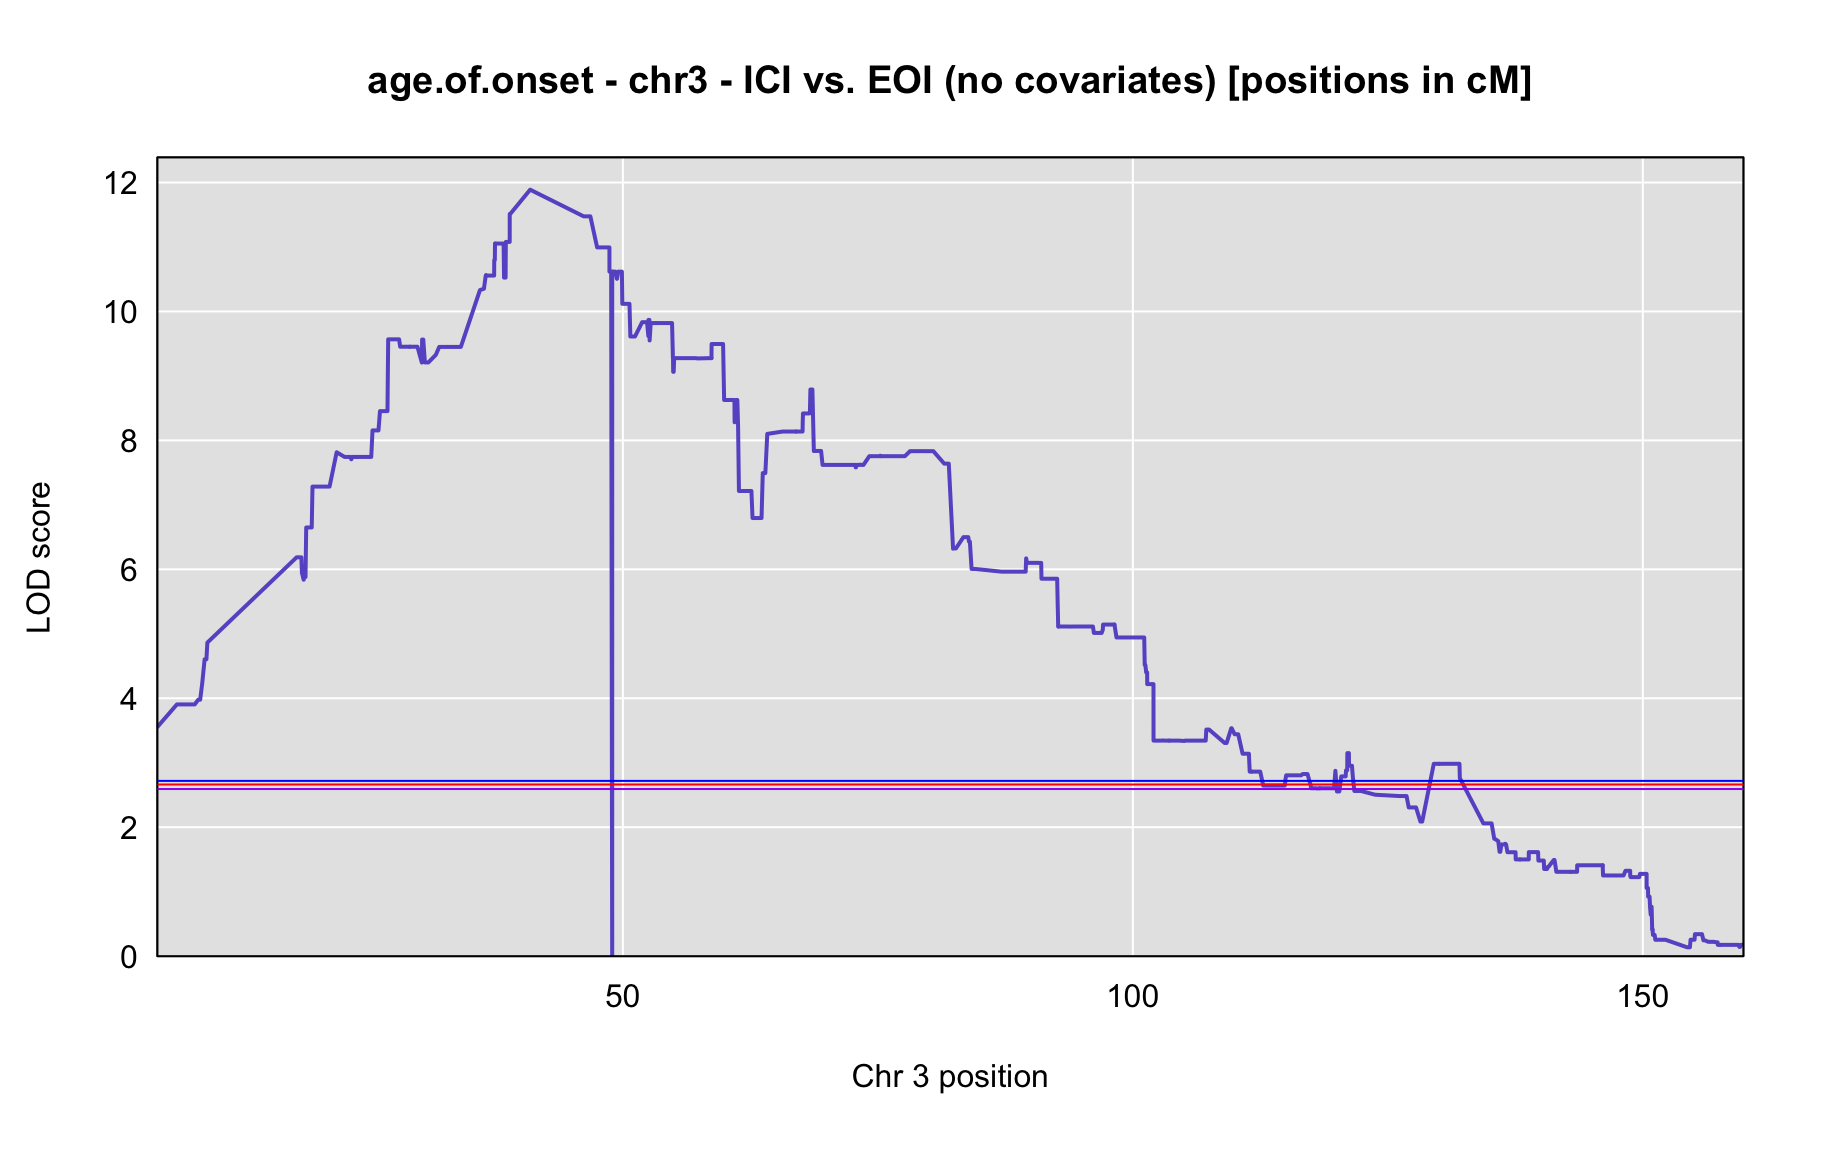 age.of.onset - chr3 - ICI vs. EOI (no covariates) [positions in cM]
12
10
8
6
4
2
0
LOD score
50 100 150
Chr 3 position